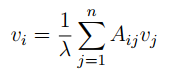 $v_i = \frac{1}{\lambda} \sum_{j=1}^{n} A_{ij} v_j$